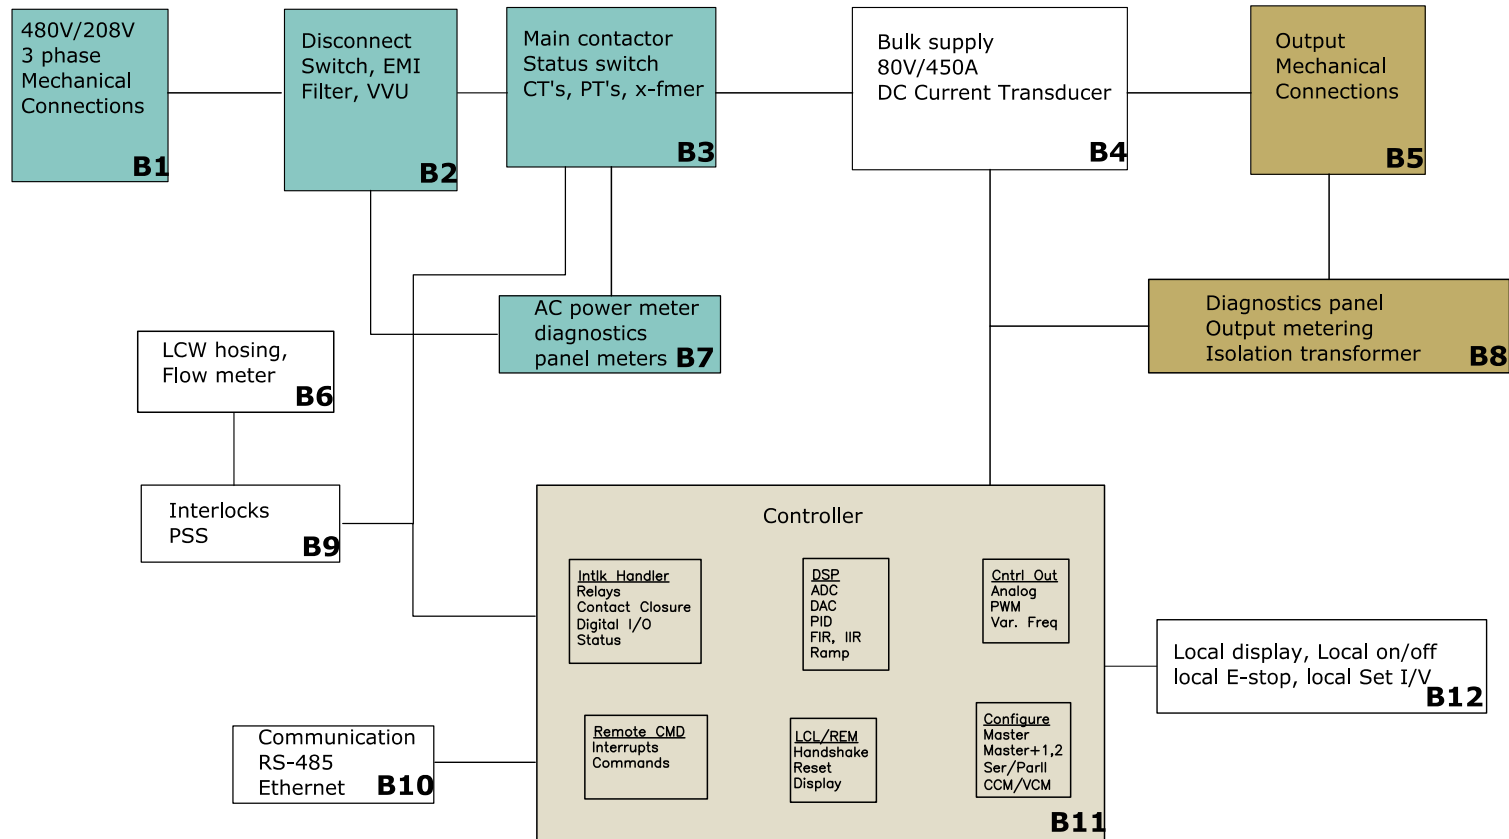 480V/208V
3 phase
Mechanical
Connections
B1
Disconnect
Switch, EMI
Filter, VVU
B2
Main contactor
Status switch
CT's, PT's, x-fmer
B3
Bulk supply
80V/450A
DC Current Transducer
B4
Output
Mechanical
Connections
B5
LCW hosing,
Flow meter
B6
AC power meter
diagnostics
panel meters
B7
Diagnostics panel
Output metering
Isolation transformer
B8
Interlocks
PSS
B9
Communication
RS-485
Ethernet
B10
Controller
Intlk Handler
Relays
Contact Closure
Digital I/O
Status
DSP
ADC
DAC
PID
FIR, IIR
Ramp
Cntrl Out
Analog
PWM
Var. Freq
Remote CMD
Interrupts
Commands
LCL/REM
Handshake
Reset
Display
Configure
Master
Master+1,2
Ser/Parll
CCM/VCM
B11
Local display, Local on/off
local E-stop, local Set I/V
B12